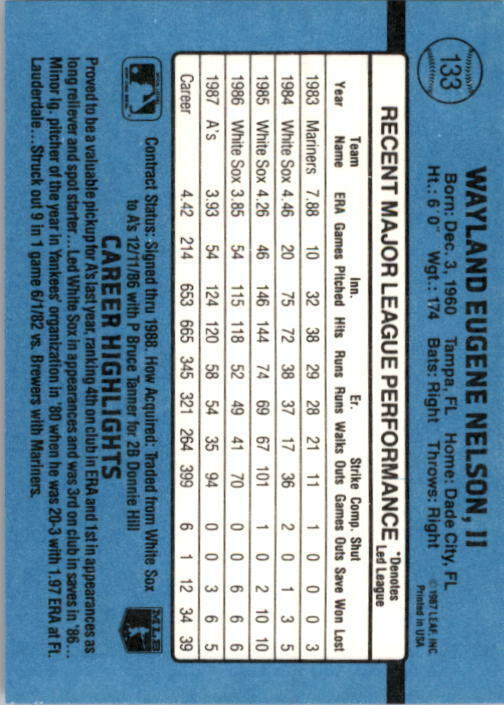 133
WAYLAND EUGENE NELSON, II
Born: Dec. 3, 1960 Tampa, FL Home: Dade City, FL
Ht.: 6'0" Wgt.: 174 Bats: Right Throws: Right
©1987 LEAF, INC.
Printed in USA
RECENT MAJOR LEAGUE PERFORMANCE
*Denotes
Led League
Team Inn. Er. Strike Comp. Shut
Year Name ERA Games Pitched Hits Runs Runs Walks Outs Games Outs Save Won Lost
1983 Mariners 7.88 10 32 38 29 28 21 11 1 0 0 0 3
1984 White Sox 4.46 20 75 72 38 37 17 36 2 0 1 3 5
1985 White Sox 4.26 46 146 144 74 69 67 101 1 0 2 10 10
1986 White Sox 3.85 54 115 118 52 49 41 70 0 0 6 6 6
1987 A's 3.93 54 124 120 58 54 35 94 0 0 3 6 5
Career 4.42 214 653 665 345 321 264 399 6 1 12 34 39
Contract Status: Signed thru 1988. How Acquired: Traded from White Sox
to A's 12/11/86 with P Bruce Tanner for 2B Donnie Hill
MLB
CAREER HIGHLIGHTS
Proved to be a valuable pickup for A's last year, ranking 4th on club in ERA and 1st in appearances as
long reliever and spot starter...Led White Sox in appearances and was 3rd on club in saves in '86...
Minor lg. pitcher of the year in Yankees' organization in '80 when he was 20-3 with 1.97 ERA at Ft.
Lauderdale...Struck out 9 in 1 game 6/1/82 vs. Brewers with Mariners.